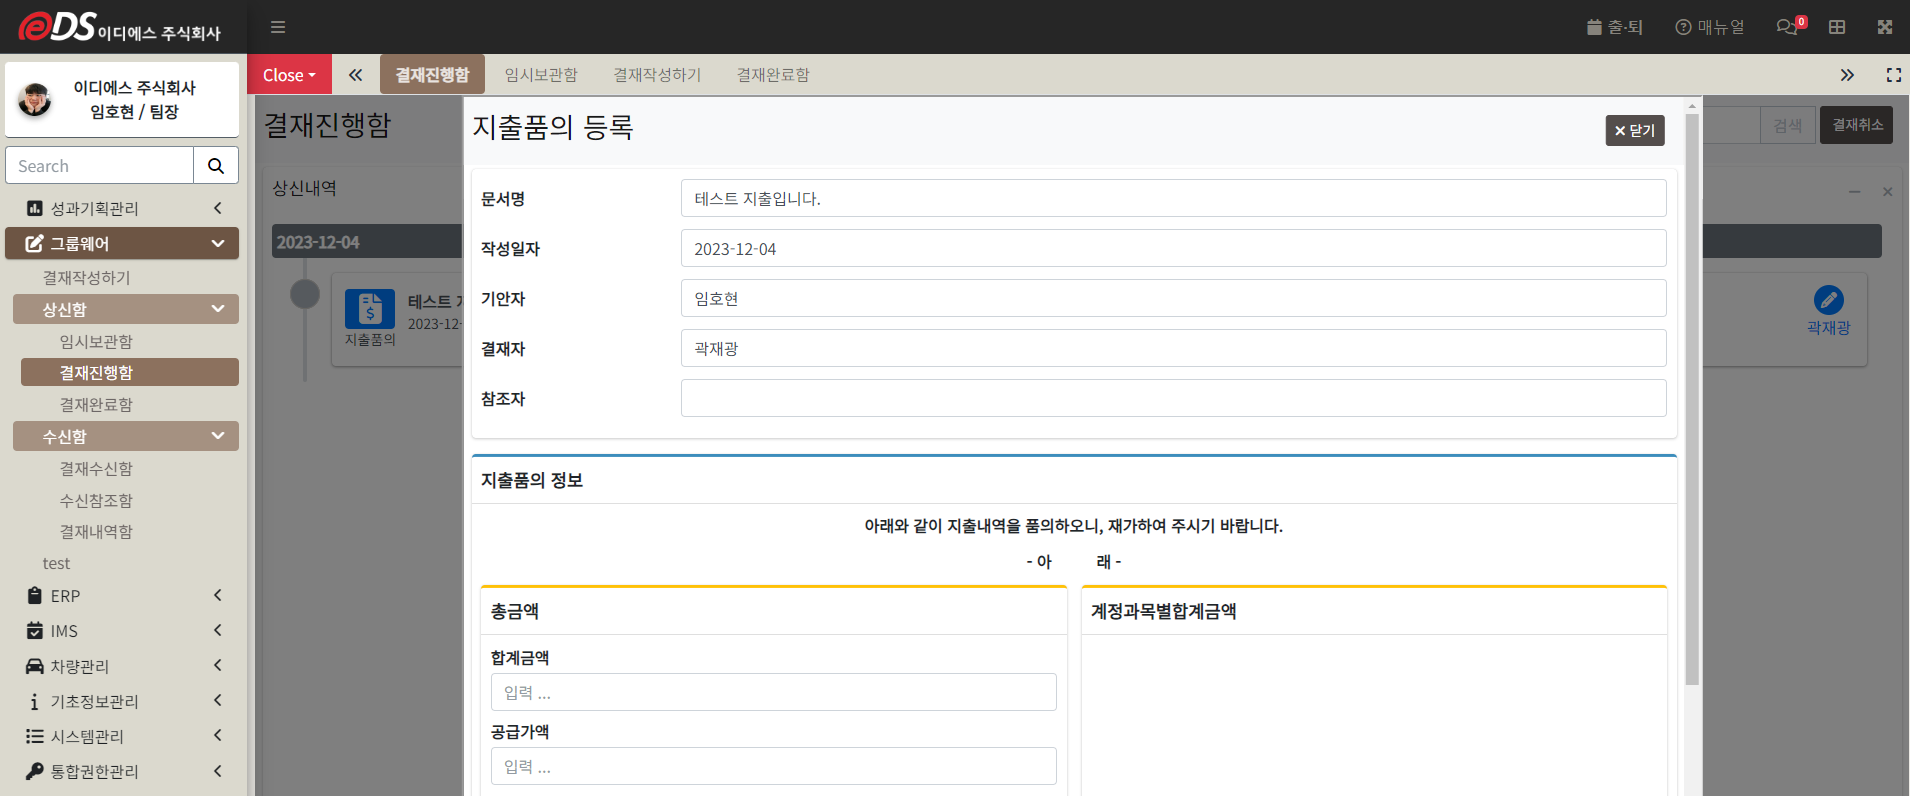 eDS 이디에스 주식회사
출·퇴
매뉴얼
0
이디에스 주식회사
임호현 / 팀장
Search
성과기획관리
그룹웨어
결재작성하기
상신함
임시보관함
결재진행함
결재완료함
수신함
결재수신함
수신참조함
결재내역함
test
ERP
IMS
차량관리
기초정보관리
시스템관리
통합권한관리
Close
결재진행함
임시보관함
결재작성하기
결재완료함
결재진행함
검색
결재취소
상신내역
2023-12-04
지출품의
테스트
2023-12-
곽재광
지출품의 등록
닫기
문서명
테스트 지출입니다.
작성일자
2023-12-04
기안자
임호현
결재자
곽재광
참조자
지출품의 정보
아래와 같이 지출내역을 품의하오니, 재가하여 주시기 바랍니다.
- 아 래 -
총금액
합계금액
입력 ...
공급가액
입력 ...
계정과목별합계금액